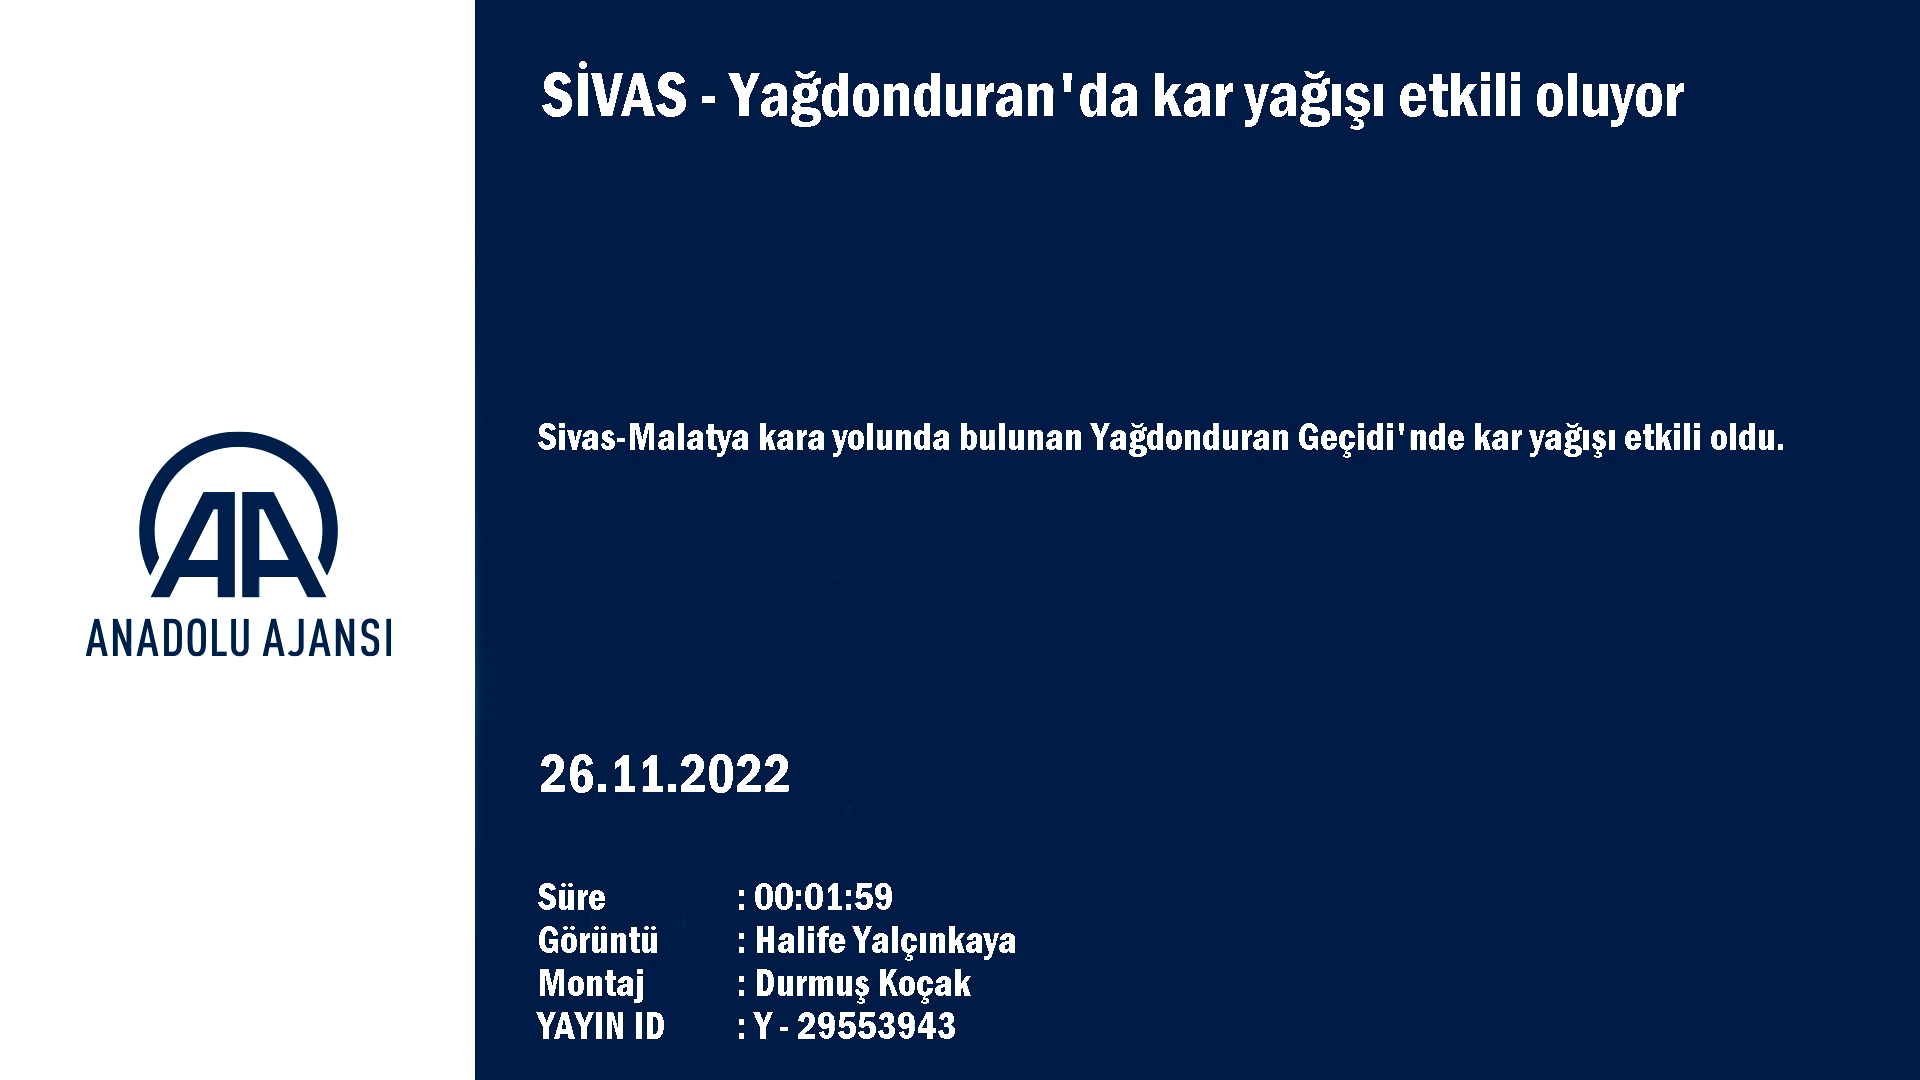 SİVAS - Yağdonduran'da kar yağışı etkili oluyor
Sivas-Malatya kara yolunda bulunan Yağdonduran Geçidi'nde kar yağışı etkili oldu.
AA
ANADOLU AJANSI
26.11.2022
Süre : 00:01:59
Görüntü : Halife Yalçınkaya
Montaj : Durmuş Koçak
YAYIN ID : Y - 29553943